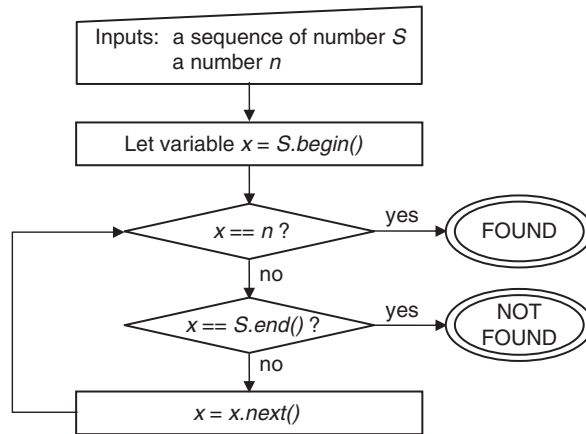 Inputs: a sequence of number S
a number n
Let variable x = S.begin()
x == n ?
yes
FOUND
no
x == S.end() ?
yes
NOT
FOUND
no
x = x.next()